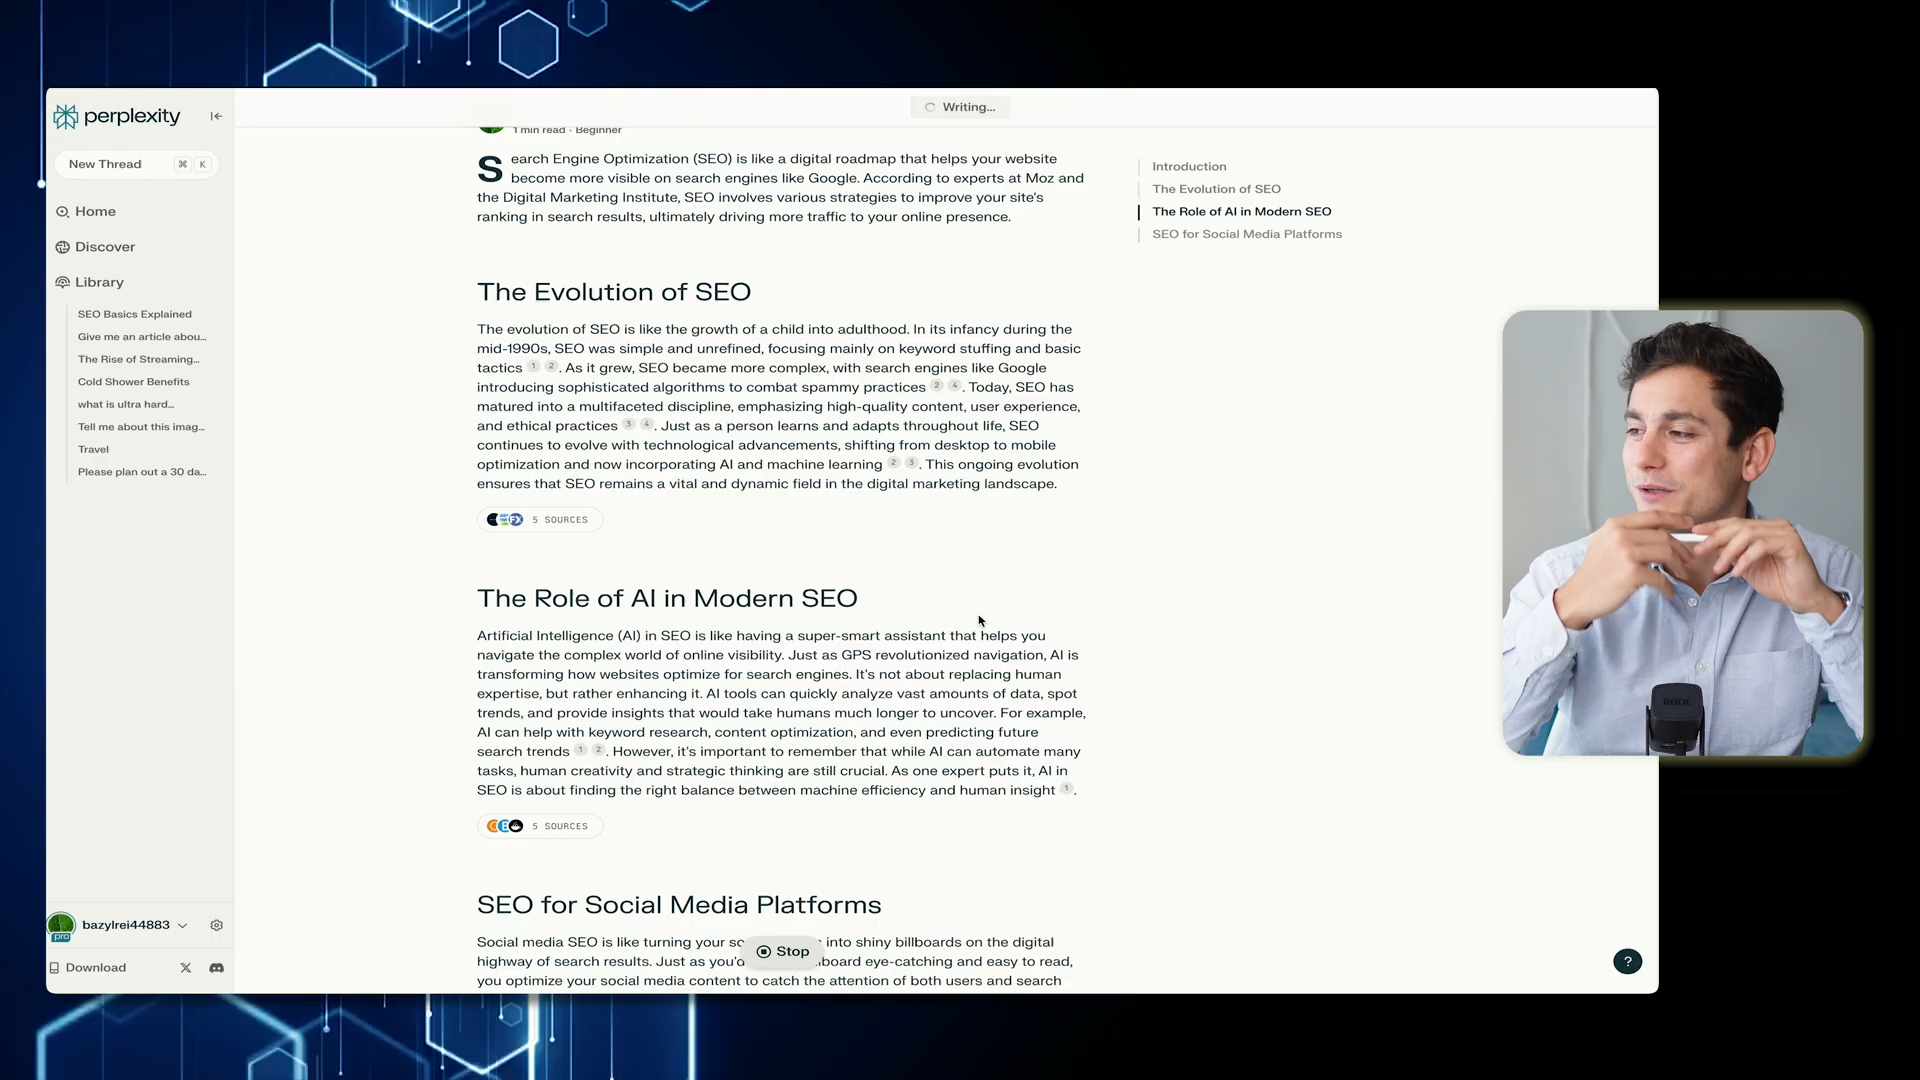 perplexity
New Thread ⌘ K
Home
Discover
Library
SEO Basics Explained
Give me an article abou...
The Rise of Streaming...
Cold Shower Benefits
what is ultra hard...
Tell me about this imag...
Travel
Please plan out a 30 da...
pro
bazylrei44883
Download
Writing...
1 min read · Beginner
Search Engine Optimization (SEO) is like a digital roadmap that helps your website
become more visible on search engines like Google. According to experts at Moz and
the Digital Marketing Institute, SEO involves various strategies to improve your site's
ranking in search results, ultimately driving more traffic to your online presence.
The Evolution of SEO
The evolution of SEO is like the growth of a child into adulthood. In its infancy during the
mid-1990s, SEO was simple and unrefined, focusing mainly on keyword stuffing and basic
tactics 1 2. As it grew, SEO became more complex, with search engines like Google
introducing sophisticated algorithms to combat spammy practices 2 4. Today, SEO has
matured into a multifaceted discipline, emphasizing high-quality content, user experience,
and ethical practices 3 4. Just as a person learns and adapts throughout life, SEO
continues to evolve with technological advancements, shifting from desktop to mobile
optimization and now incorporating AI and machine learning 2 3. This ongoing evolution
ensures that SEO remains a vital and dynamic field in the digital marketing landscape.
FX 5 SOURCES
The Role of AI in Modern SEO
Artificial Intelligence (AI) in SEO is like having a super-smart assistant that helps you
navigate the complex world of online visibility. Just as GPS revolutionized navigation, AI is
transforming how websites optimize for search engines. It's not about replacing human
expertise, but rather enhancing it. AI tools can quickly analyze vast amounts of data, spot
trends, and provide insights that would take humans much longer to uncover. For example,
AI can help with keyword research, content optimization, and even predicting future
search trends 1 2. However, it's important to remember that while AI can automate many
tasks, human creativity and strategic thinking are still crucial. As one expert puts it, AI in
SEO is about finding the right balance between machine efficiency and human insight 1.
5 SOURCES
SEO for Social Media Platforms
Social media SEO is like turning your into shiny billboards on the digital
highway of search results. Just as you'd board eye-catching and easy to read,
you optimize your social media content to catch the attention of both users and search
Stop
Introduction
The Evolution of SEO
The Role of AI in Modern SEO
SEO for Social Media Platforms
RØDE
?